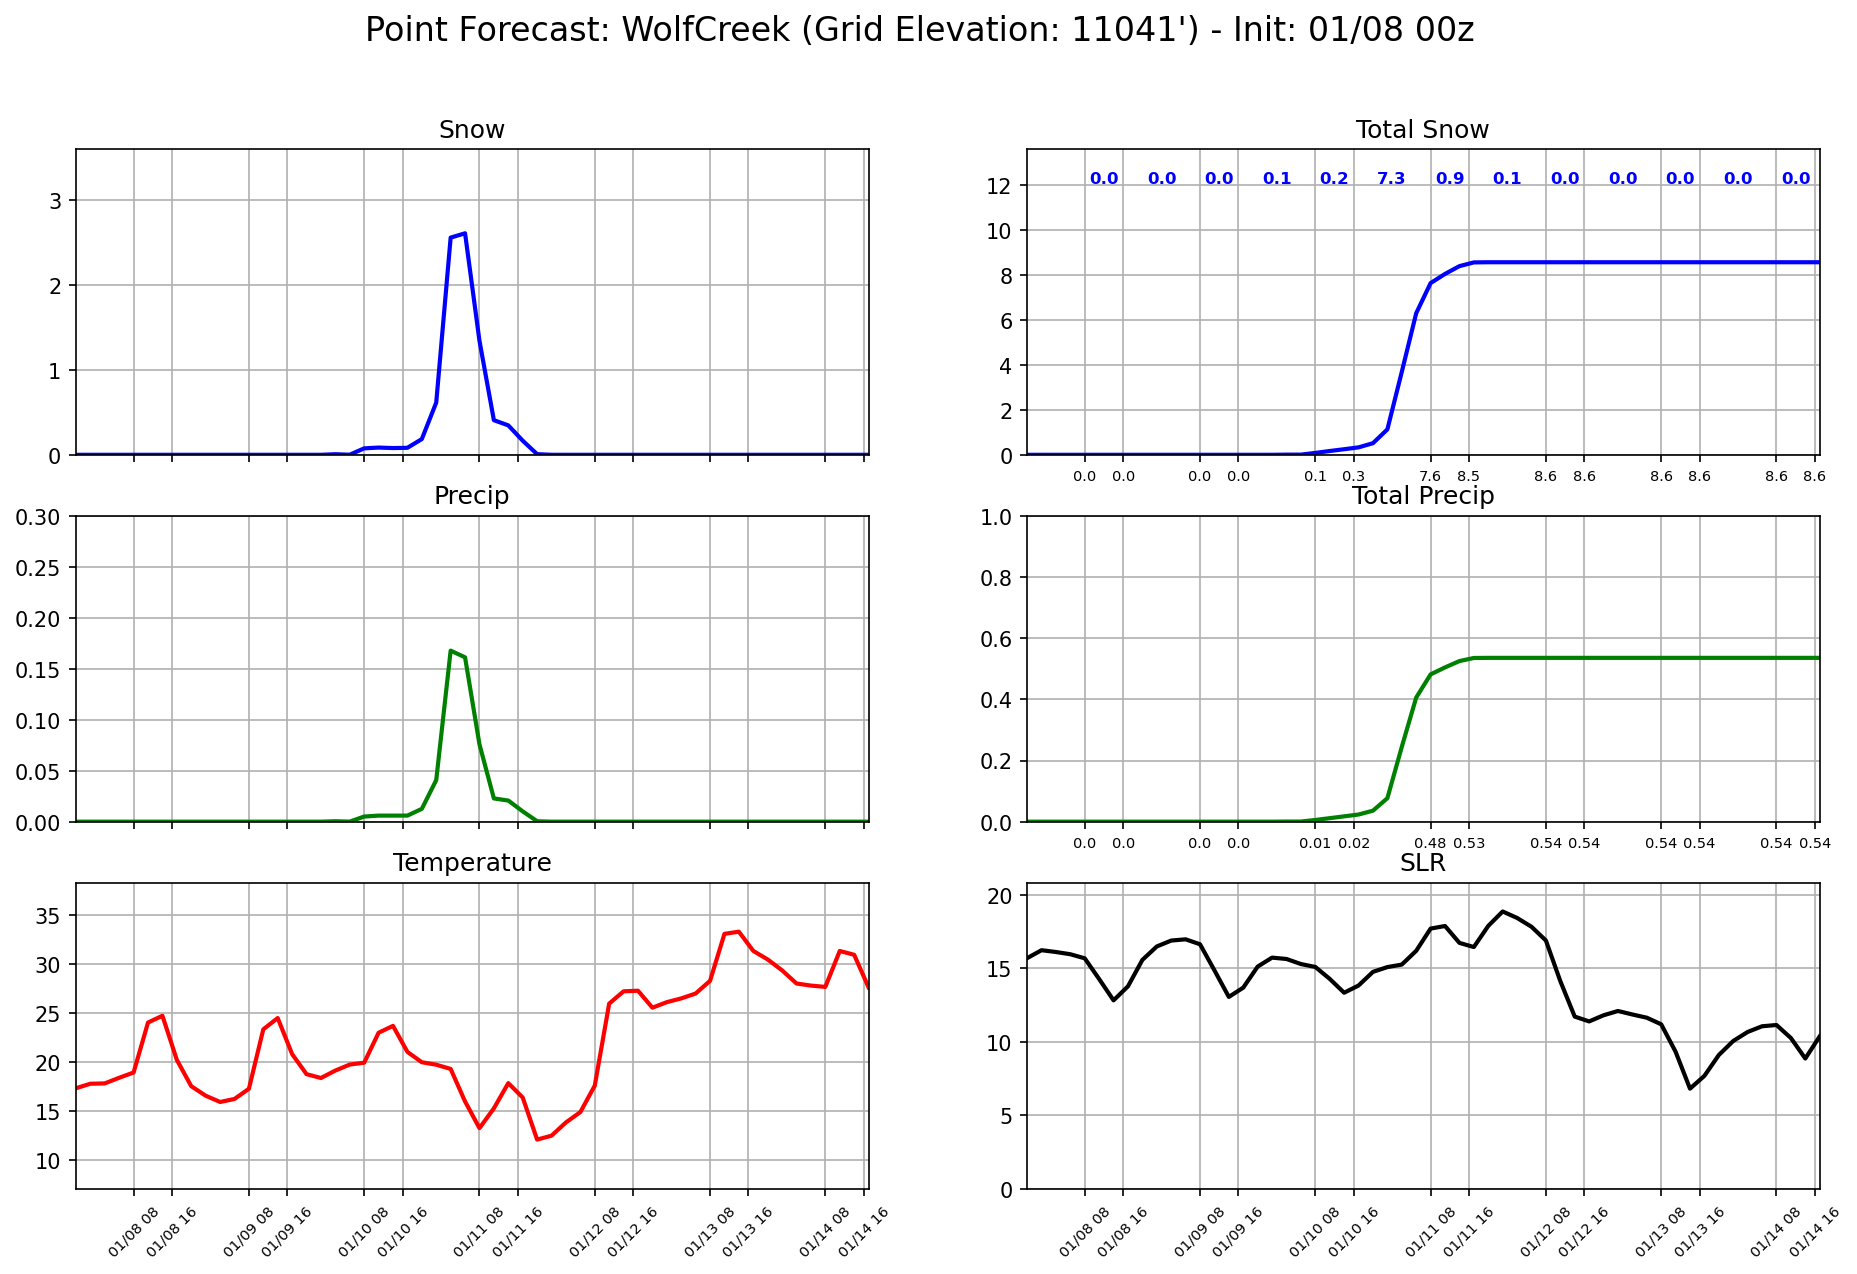 Point Forecast: WolfCreek (Grid Elevation: 11041') - Init: 01/08 00z
Snow
3
2
1
0
Total Snow
0.0 0.0 0.0 0.1 0.2 7.3 0.9 0.1 0.0 0.0 0.0 0.0 0.0
12
10
8
6
4
2
0
0.0 0.0 0.0 0.0 0.1 0.3 7.6 8.5 8.6 8.6 8.6 8.6 8.6 8.6
Precip
0.30
0.25
0.20
0.15
0.10
0.05
0.00
Total Precip
1.0
0.8
0.6
0.4
0.2
0.0
0.0 0.0 0.0 0.0 0.01 0.02 0.48 0.53 0.54 0.54 0.54 0.54 0.54 0.54
Temperature
35
30
25
20
15
10
01/08 08 01/08 16 01/09 08 01/09 16 01/10 08 01/10 16 01/11 08 01/11 16 01/12 08 01/12 16 01/13 08 01/13 16 01/14 08 01/14 16
SLR
20
15
10
5
0
01/08 08 01/08 16 01/09 08 01/09 16 01/10 08 01/10 16 01/11 08 01/11 16 01/12 08 01/12 16 01/13 08 01/13 16 01/14 08 01/14 16